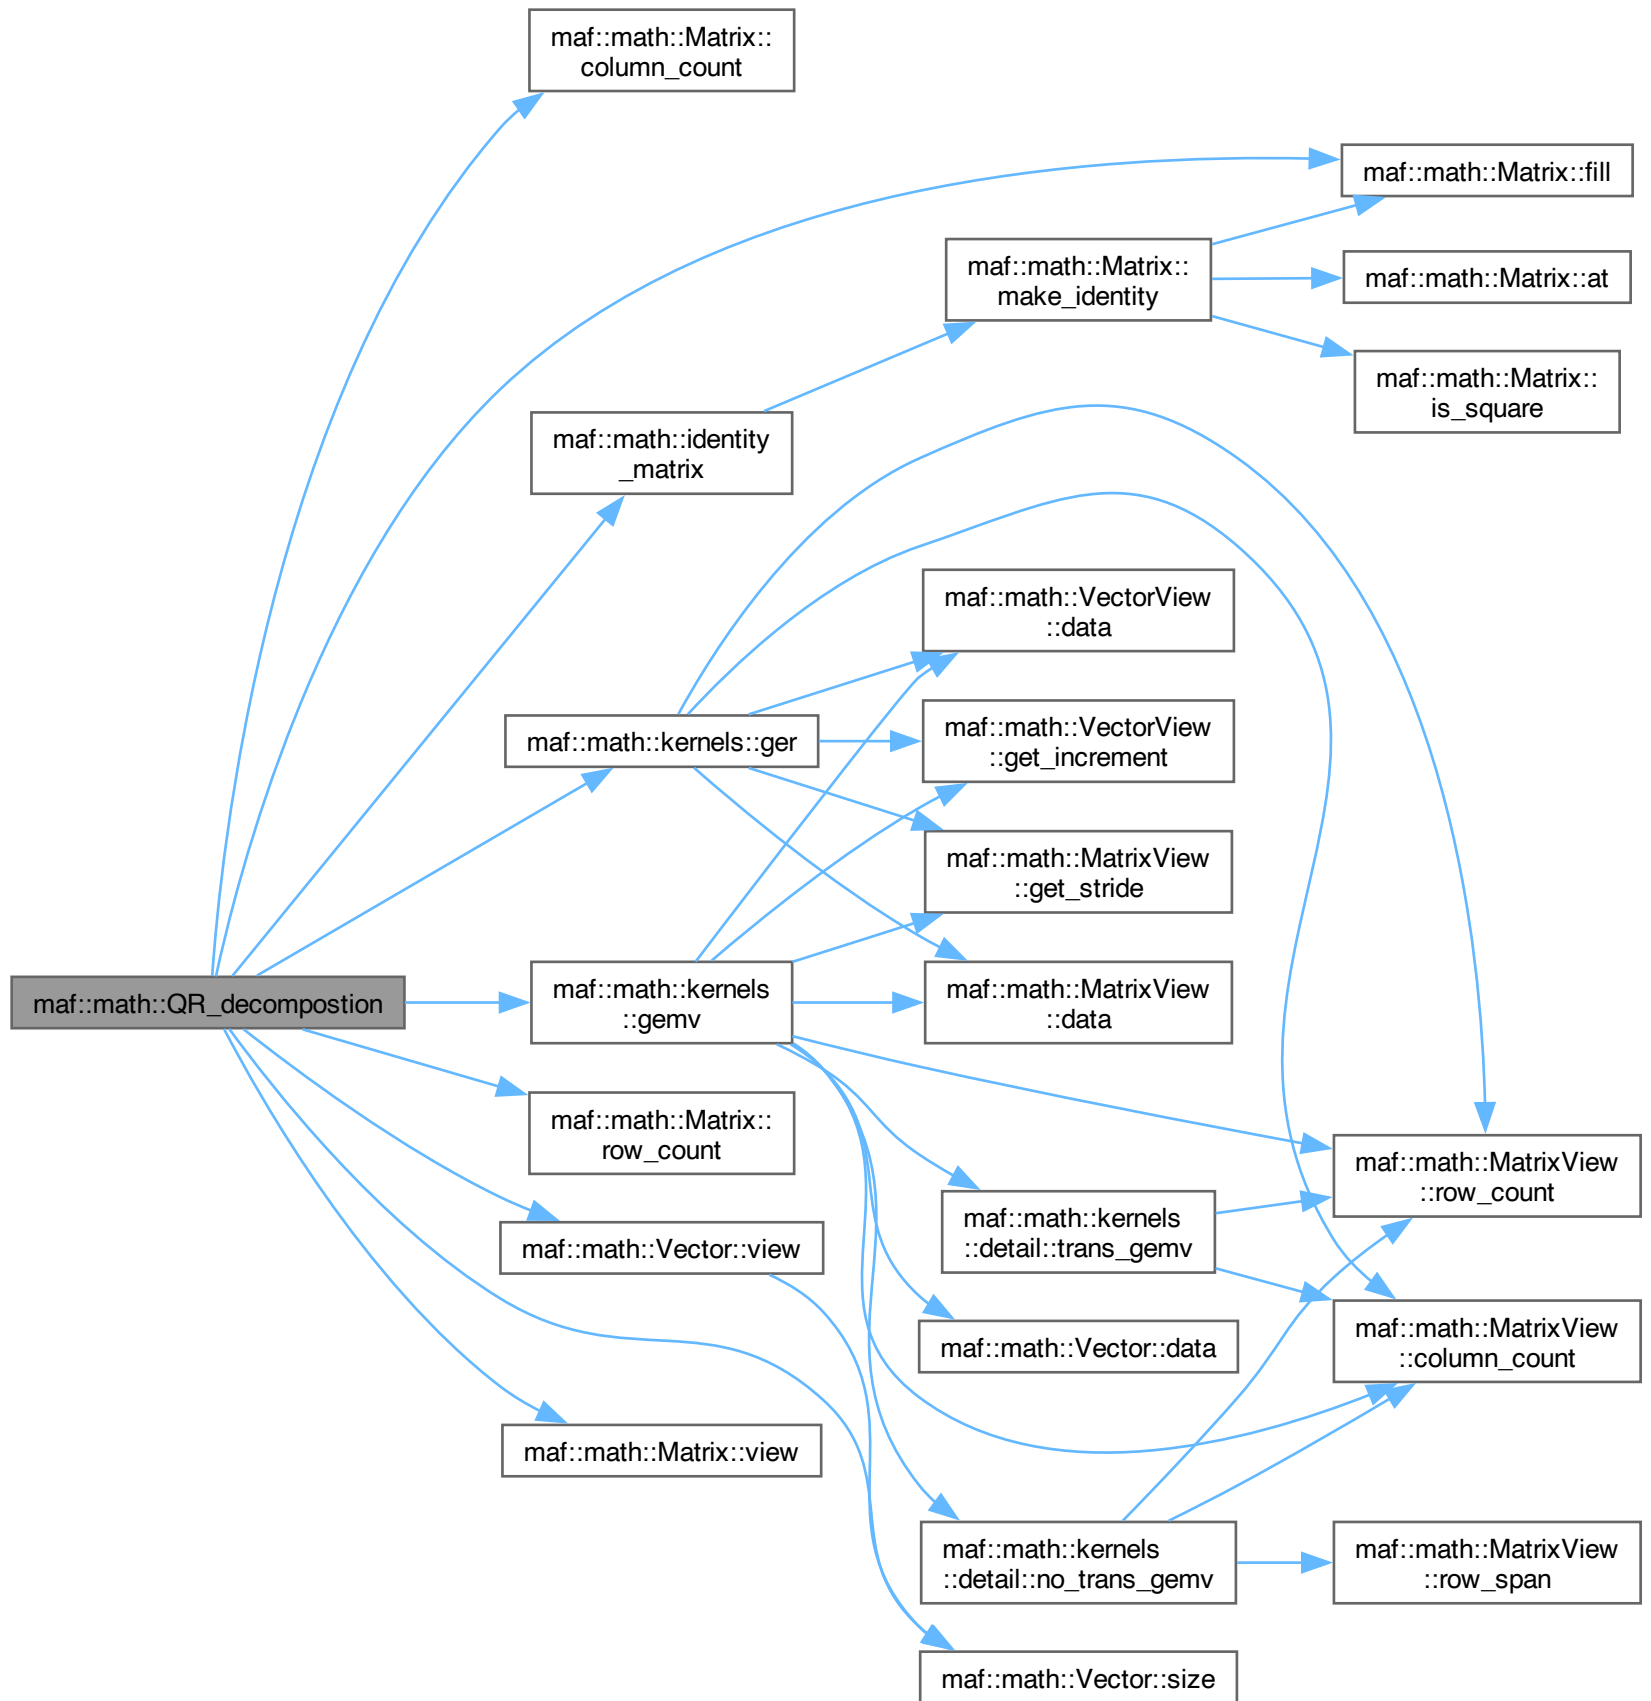 maf::math::Matrix::
column_count
maf::math::Matrix::fill
maf::math::Matrix::
make_identity
maf::math::Matrix::at
maf::math::Matrix::
is_square
maf::math::identity
_matrix
maf::math::VectorView
::data
maf::math::kernels::ger
maf::math::VectorView
::get_increment
maf::math::MatrixView
::get_stride
maf::math::QR_decompostion
maf::math::kernels
::gemv
maf::math::MatrixView
::data
maf::math::Matrix::
row_count
maf::math::MatrixView
::row_count
maf::math::kernels
::detail::trans_gemv
maf::math::Vector::view
maf::math::Vector::data
maf::math::MatrixView
::column_count
maf::math::Matrix::view
maf::math::kernels
::detail::no_trans_gemv
maf::math::MatrixView
::row_span
maf::math::Vector::size